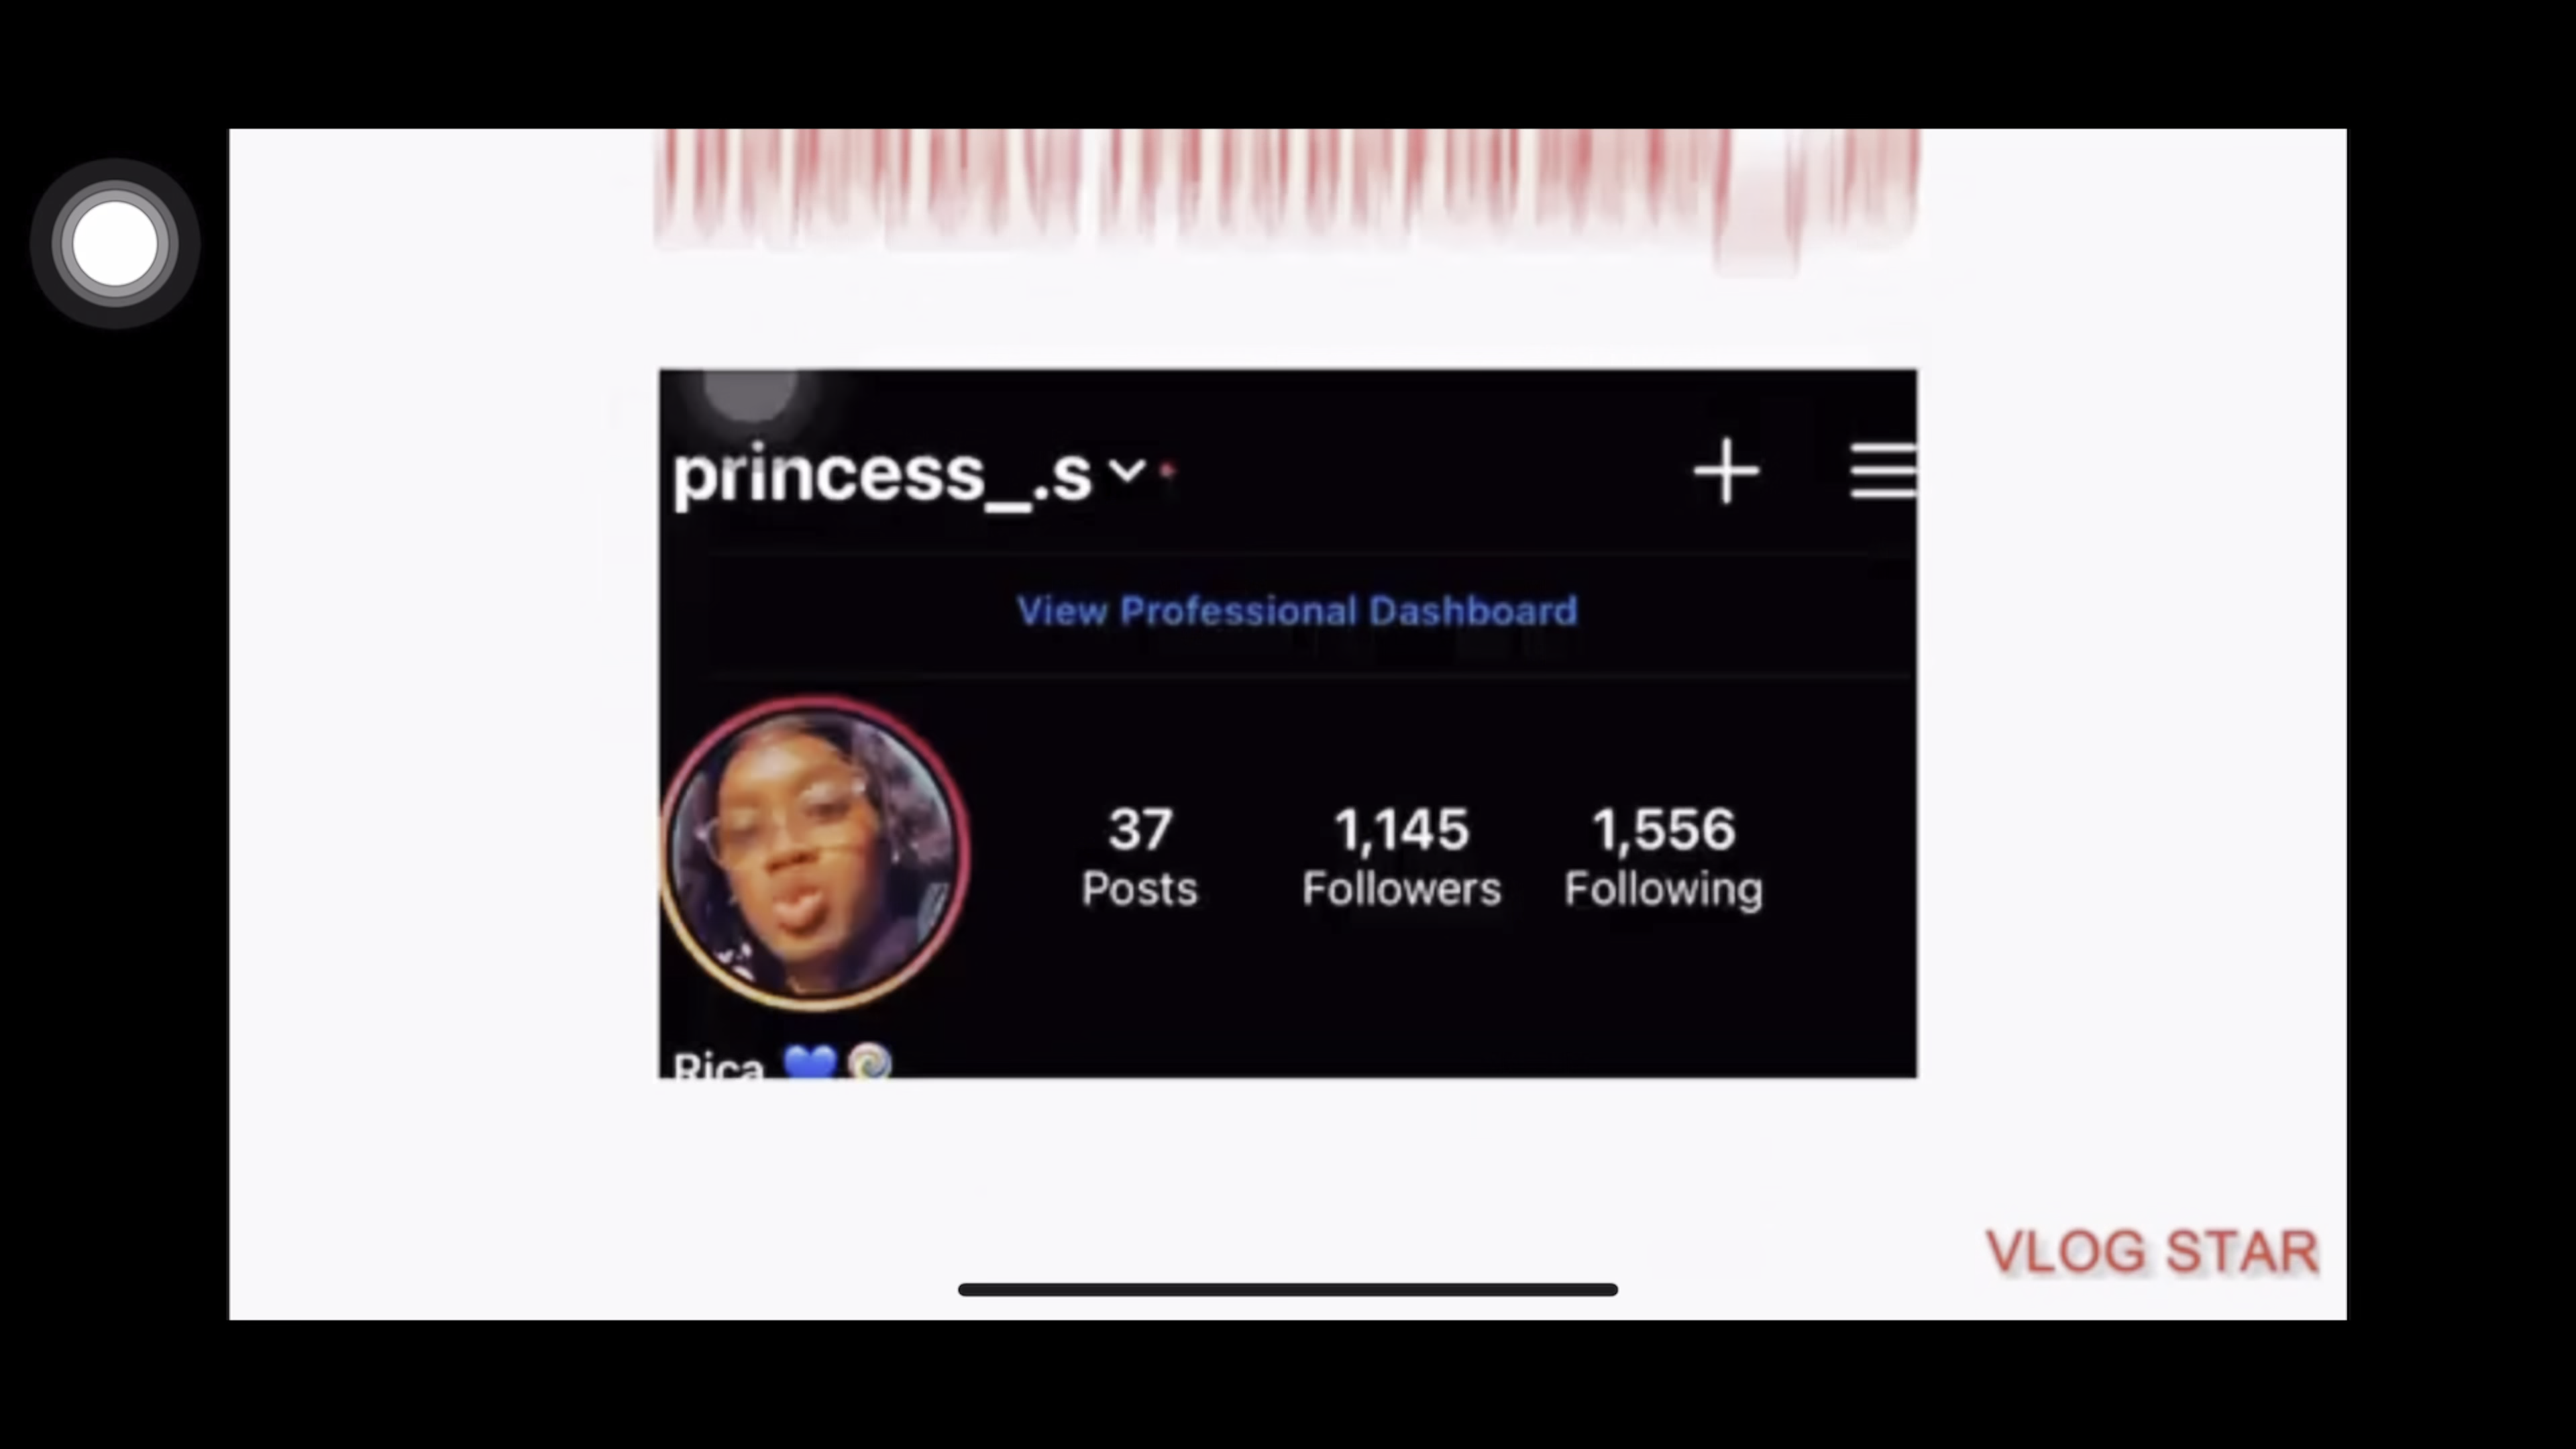 princess_.s
View Professional Dashboard
37 1,145 1,556
Posts Followers Following
Rica 💙🍭
VLOG STAR